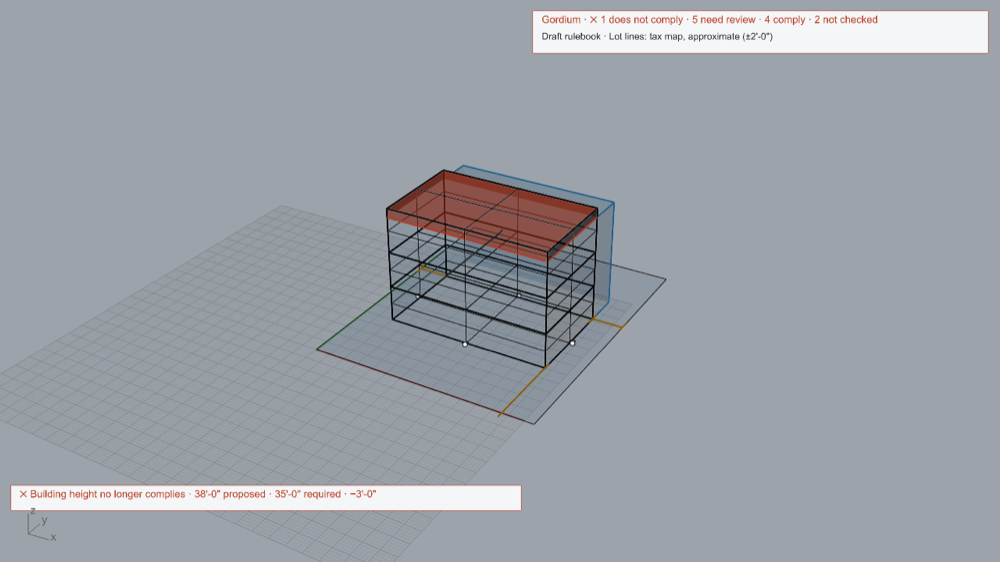 Gordium · ✕ 1 does not comply · 5 need review · 4 comply · 2 not checked
Draft rulebook · Lot lines: tax map, approximate (±2'-0")
✕ Building height no longer complies · 38'-0" proposed · 35'-0" required · −3'-0"
z
y
x